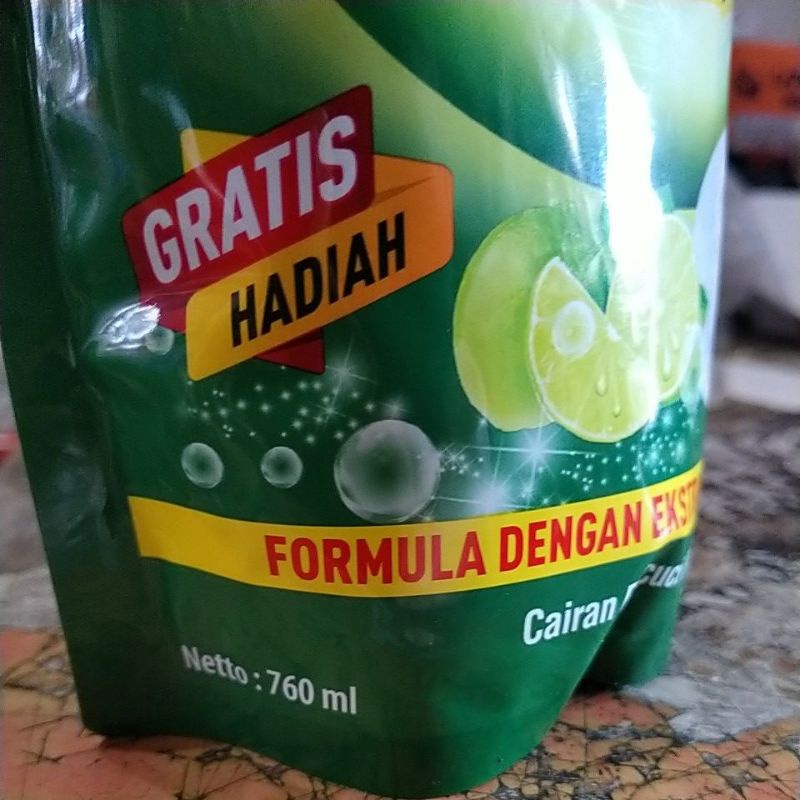 GRATIS
HADIAH
FORMULA DENGAN
Cairan
Netto : 760 ml